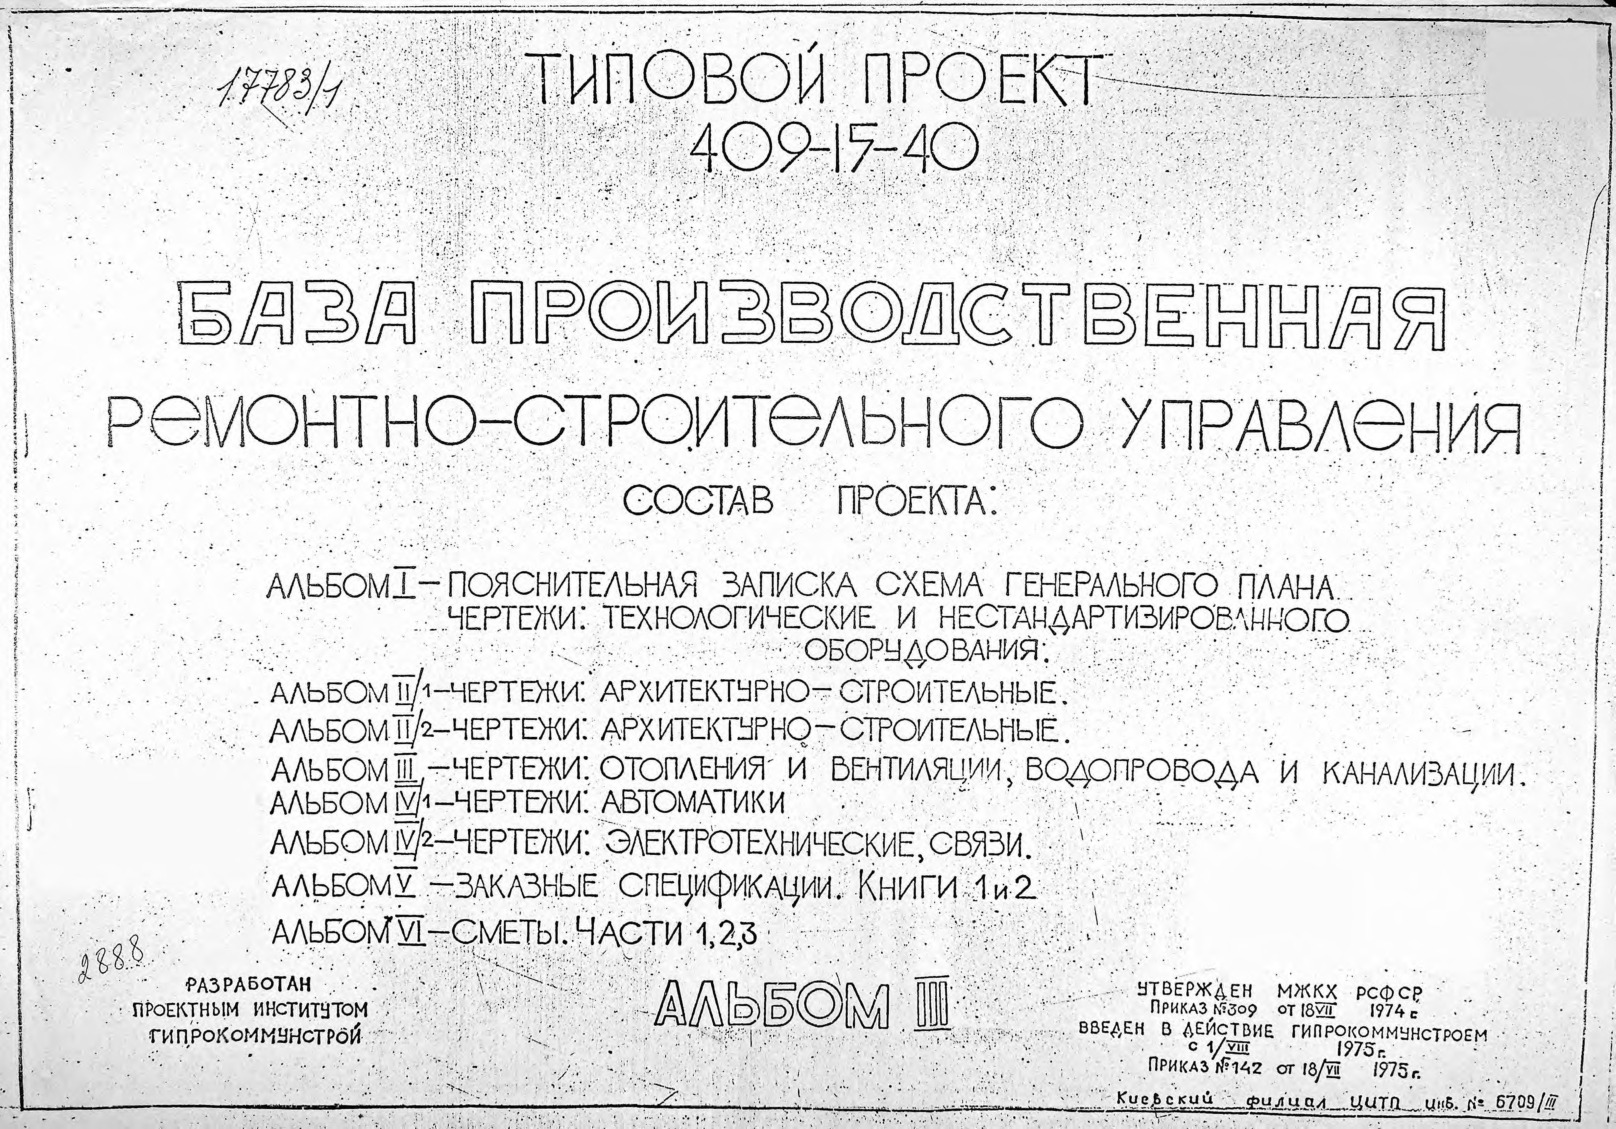 17783/1
ТИПОВОЙ ПРОЕКТ
409-15-40
БАЗА ПРОИЗВОДСТВЕННАЯ
РЕМОНТНО-СТРОИТЕЛЬНОГО УПРАВЛЕНИЯ
СОСТАВ ПРОЕКТА:
АЛЬБОМ I – ПОЯСНИТЕЛЬНАЯ ЗАПИСКА СХЕМА ГЕНЕРАЛЬНОГО ПЛАНА
ЧЕРТЕЖИ: ТЕХНОЛОГИЧЕСКИЕ И НЕСТАНДАРТИЗИРОВАННОГО
ОБОРУДОВАНИЯ.
АЛЬБОМ II/1–ЧЕРТЕЖИ: АРХИТЕКТУРНО–СТРОИТЕЛЬНЫЕ.
АЛЬБОМ II/2–ЧЕРТЕЖИ: АРХИТЕКТУРНО–СТРОИТЕЛЬНЫЕ.
АЛЬБОМ III –ЧЕРТЕЖИ: ОТОПЛЕНИЯ И ВЕНТИЛЯЦИИ, ВОДОПРОВОДА И КАНАЛИЗАЦИИ.
АЛЬБОМ IV/1–ЧЕРТЕЖИ: АВТОМАТИКИ
АЛЬБОМ IV/2–ЧЕРТЕЖИ: ЭЛЕКТРОТЕХНИЧЕСКИЕ, СВЯЗИ.
АЛЬБОМ V –ЗАКАЗНЫЕ СПЕЦИФИКАЦИИ. КНИГИ 1 и 2
АЛЬБОМ VI–СМЕТЫ. ЧАСТИ 1,2,3
2888
РАЗРАБОТАН
ПРОЕКТНЫМ ИНСТИТУТОМ
ГИПРОКОММУНСТРОЙ
АЛЬБОМ III
УТВЕРЖДЕН МЖКХ РСФСР
ПРИКАЗ №309 ОТ 18 VII 1974 г
ВВЕДЕН В ДЕЙСТВИЕ ГИПРОКОММУНСТРОЕМ
С 1/VIII 1975 г.
ПРИКАЗ №142 ОТ 18/VII 1975 г.
Киевский филиал ЦИТП инв. № 6709/III